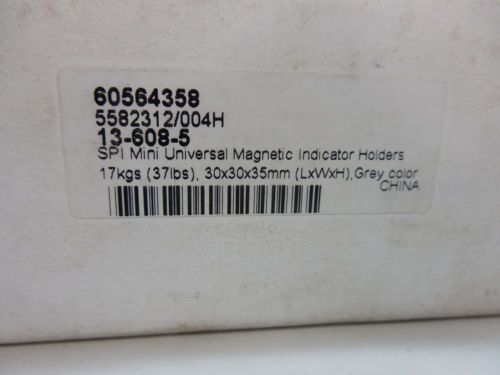 60564358
5582312/004H
13-608-5
SPI Mini Universal Magnetic Indicator Holders
17kgs (37lbs), 30x30x35mm (LxWxH),Grey color
CHINA